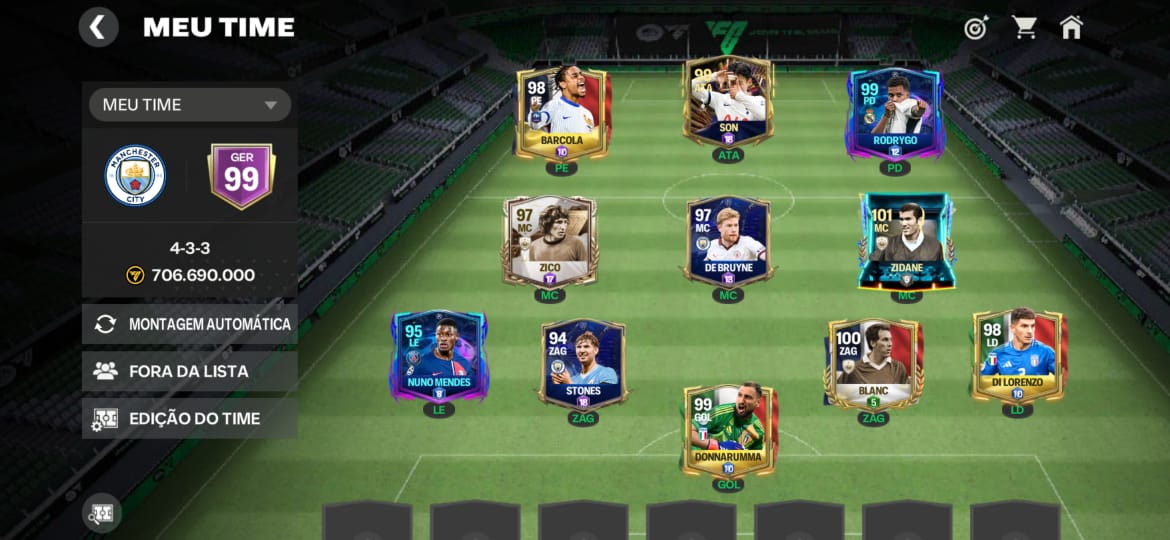 MEU TIME
MEU TIME
MANCHESTER
CITY
GER
99
4-3-3
706.690.000
MONTAGEM AUTOMÁTICA
FORA DA LISTA
EDIÇÃO DO TIME
98
PE
BARCOLA
10
PE
99
ATA
SON
18
ATA
99
PD
RODRYGO
12
PD
97
MC
ZICO
17
MC
97
MC
DE BRUYNE
18
MC
101
MC
ZIDANE
MC
95
LE
NUNO MENDES
LE
94
ZAG
STONES
18
ZAG
100
ZAG
BLANC
5
ZAG
98
LD
DI LORENZO
10
LD
99
GOL
DONNARUMMA
10
GOL